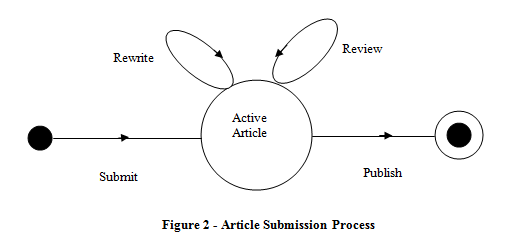 Rewrite
Review
Active
Article
Submit
Publish
Figure 2 - Article Submission Process